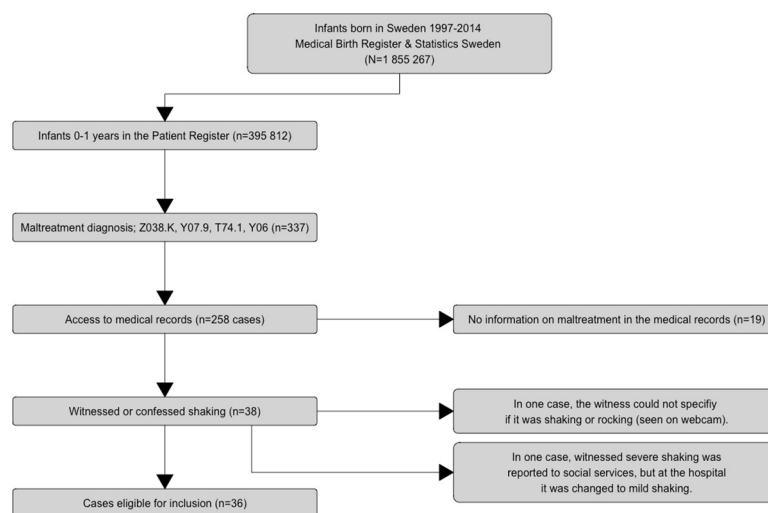 Infants born in Sweden 1997-2014
Medical Birth Register & Statistics Sweden
(N=1 855 267)
Infants 0-1 years in the Patient Register (n=395 812)
Maltreatment diagnosis; Z038.K, Y07.9, T74.1, Y06 (n=337)
Access to medical records (n=258 cases)
No information on maltreatment in the medical records (n=19)
Witnessed or confessed shaking (n=38)
In one case, the witness could not specifiy
if it was shaking or rocking (seen on webcam).
In one case, witnessed severe shaking was
reported to social services, but at the hospital
it was changed to mild shaking.
Cases eligible for inclusion (n=36)